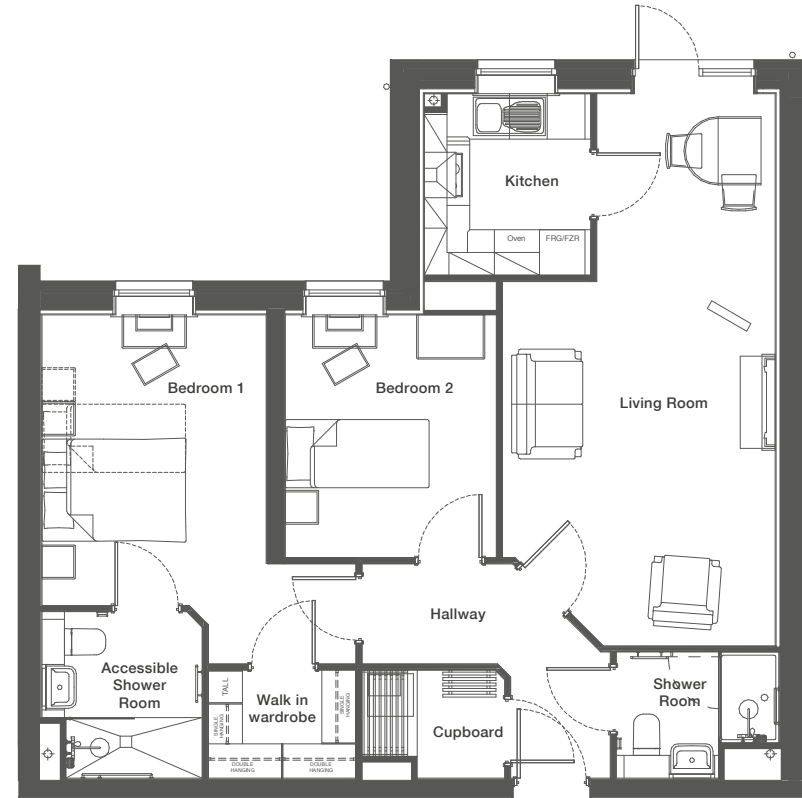 Kitchen
Oven
FRG/FZR
Bedroom 1
Bedroom 2
Living Room
Hallway
Accessible
Shower
Room
TALL
SINGLE
HANGING
Walk in
wardrobe
SINGLE
HANGING
DOUBLE
HANGING
DOUBLE
HANGING
Cupboard
Shower
Room